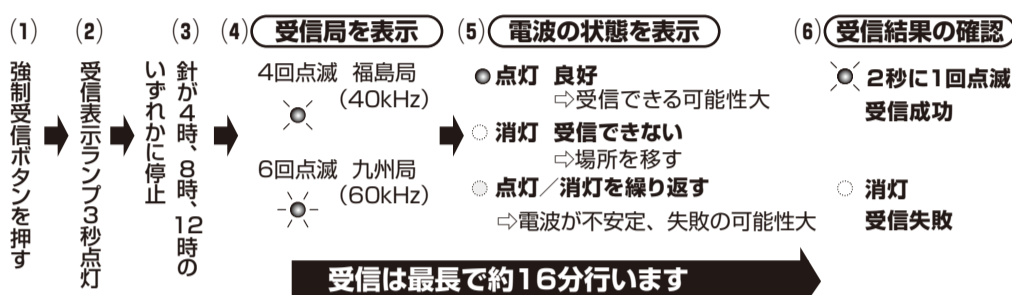 (1)
強制受信ボタンを押す
(2)
受信表示ランプ3秒点灯
(3)
針が4時、8時、12時の
いずれかに停止
(4) 受信局を表示
4回点滅 福島局
(40kHz)
6回点滅 九州局
(60kHz)
(5) 電波の状態を表示
点灯 良好
⇨受信できる可能性大
消灯 受信できない
⇨場所を移す
点灯/消灯を繰り返す
⇨電波が不安定、失敗の可能性大
(6) 受信結果の確認
2秒に1回点滅
受信成功
消灯
受信失敗
受信は最長で約16分行います